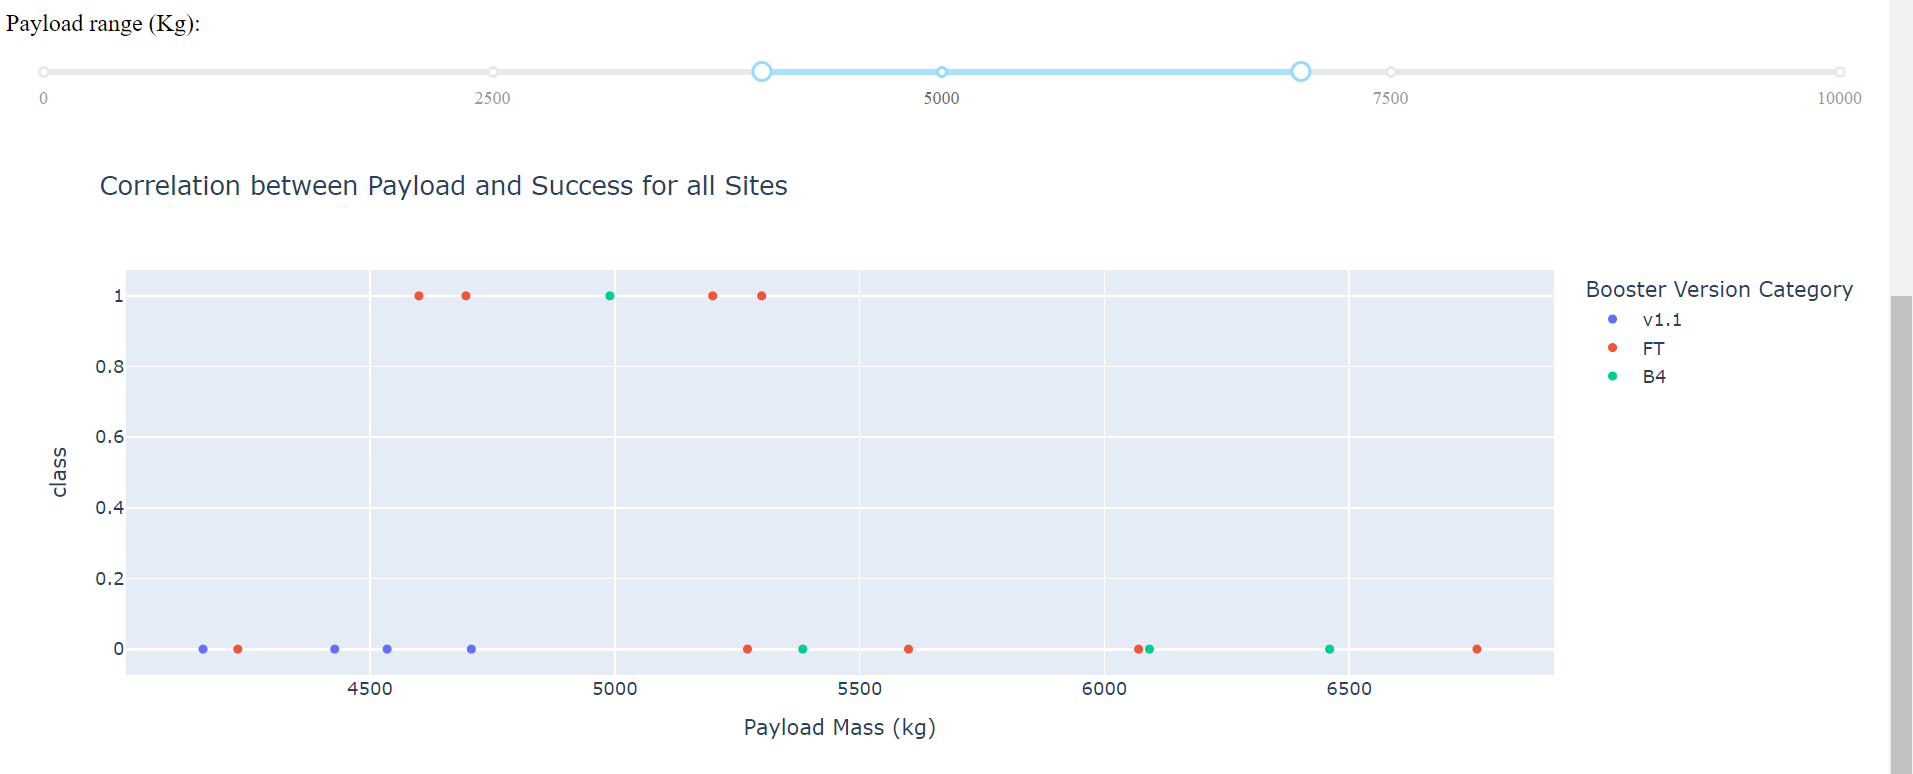 Payload range (Kg):
0 2500 5000 7500 10000
Correlation between Payload and Success for all Sites
Booster Version Category
v1.1
FT
B4
1
0.8
0.6
0.4
0.2
0
class
4500 5000 5500 6000 6500
Payload Mass (kg)